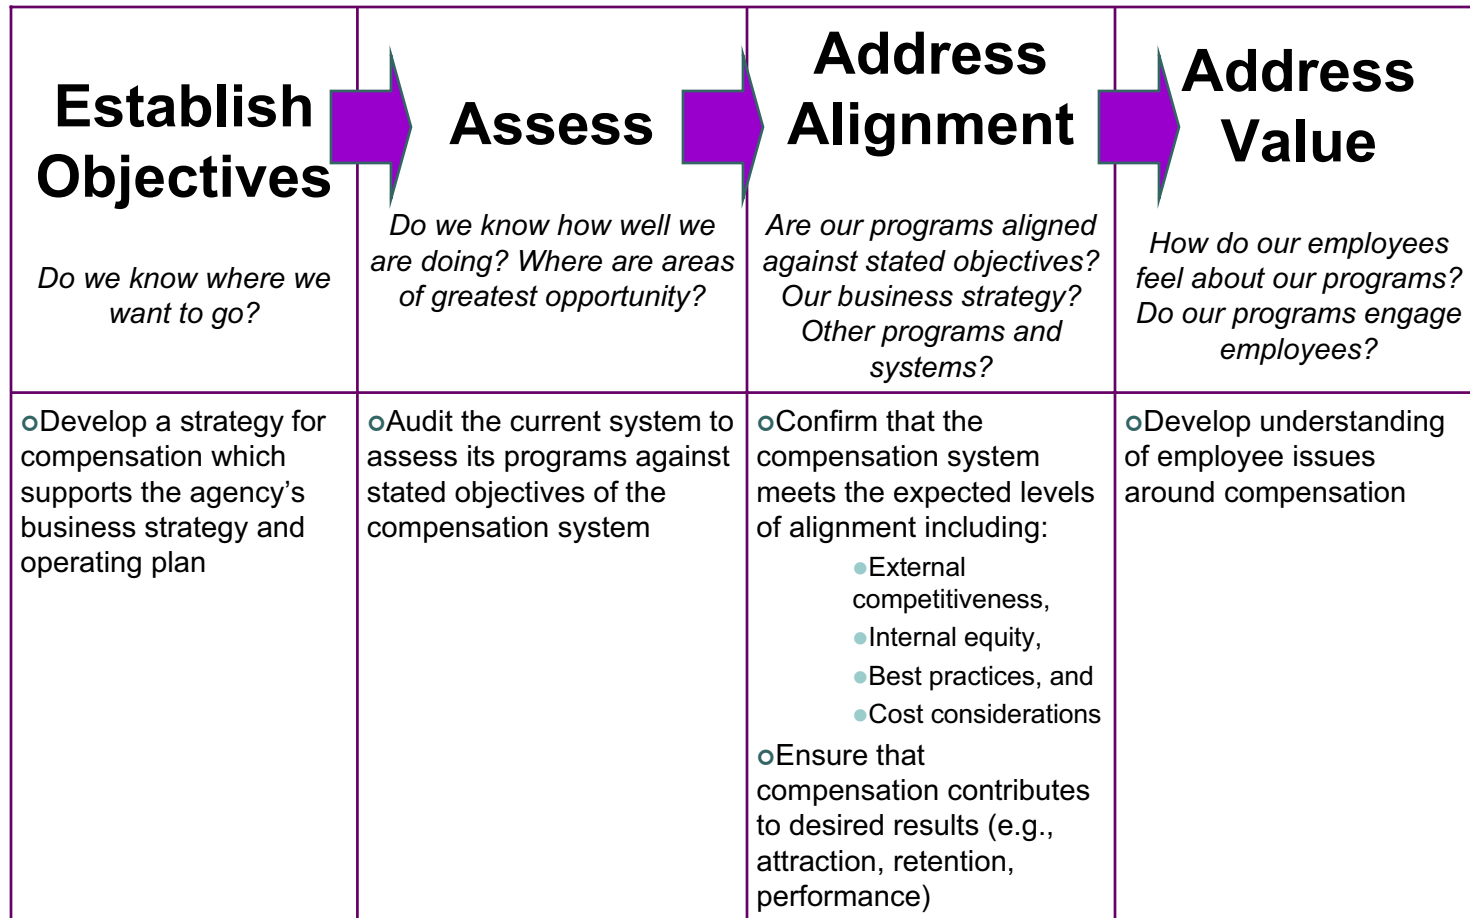 Establish
Objectives
Do we know where we
want to go?
Assess
Do we know how well we
are doing? Where are areas
of greatest opportunity?
Address
Alignment
Are our programs aligned
against stated objectives?
Our business strategy?
Other programs and
systems?
Address
Value
How do our employees
feel about our programs?
Do our programs engage
employees?
Develop a strategy for
compensation which
supports the agency’s
business strategy and
operating plan
Audit the current system to
assess its programs against
stated objectives of the
compensation system
Confirm that the
compensation system
meets the expected levels
of alignment including:
External
competitiveness,
Internal equity,
Best practices, and
Cost considerations
Ensure that
compensation contributes
to desired results (e.g.,
attraction, retention,
performance)
Develop understanding
of employee issues
around compensation